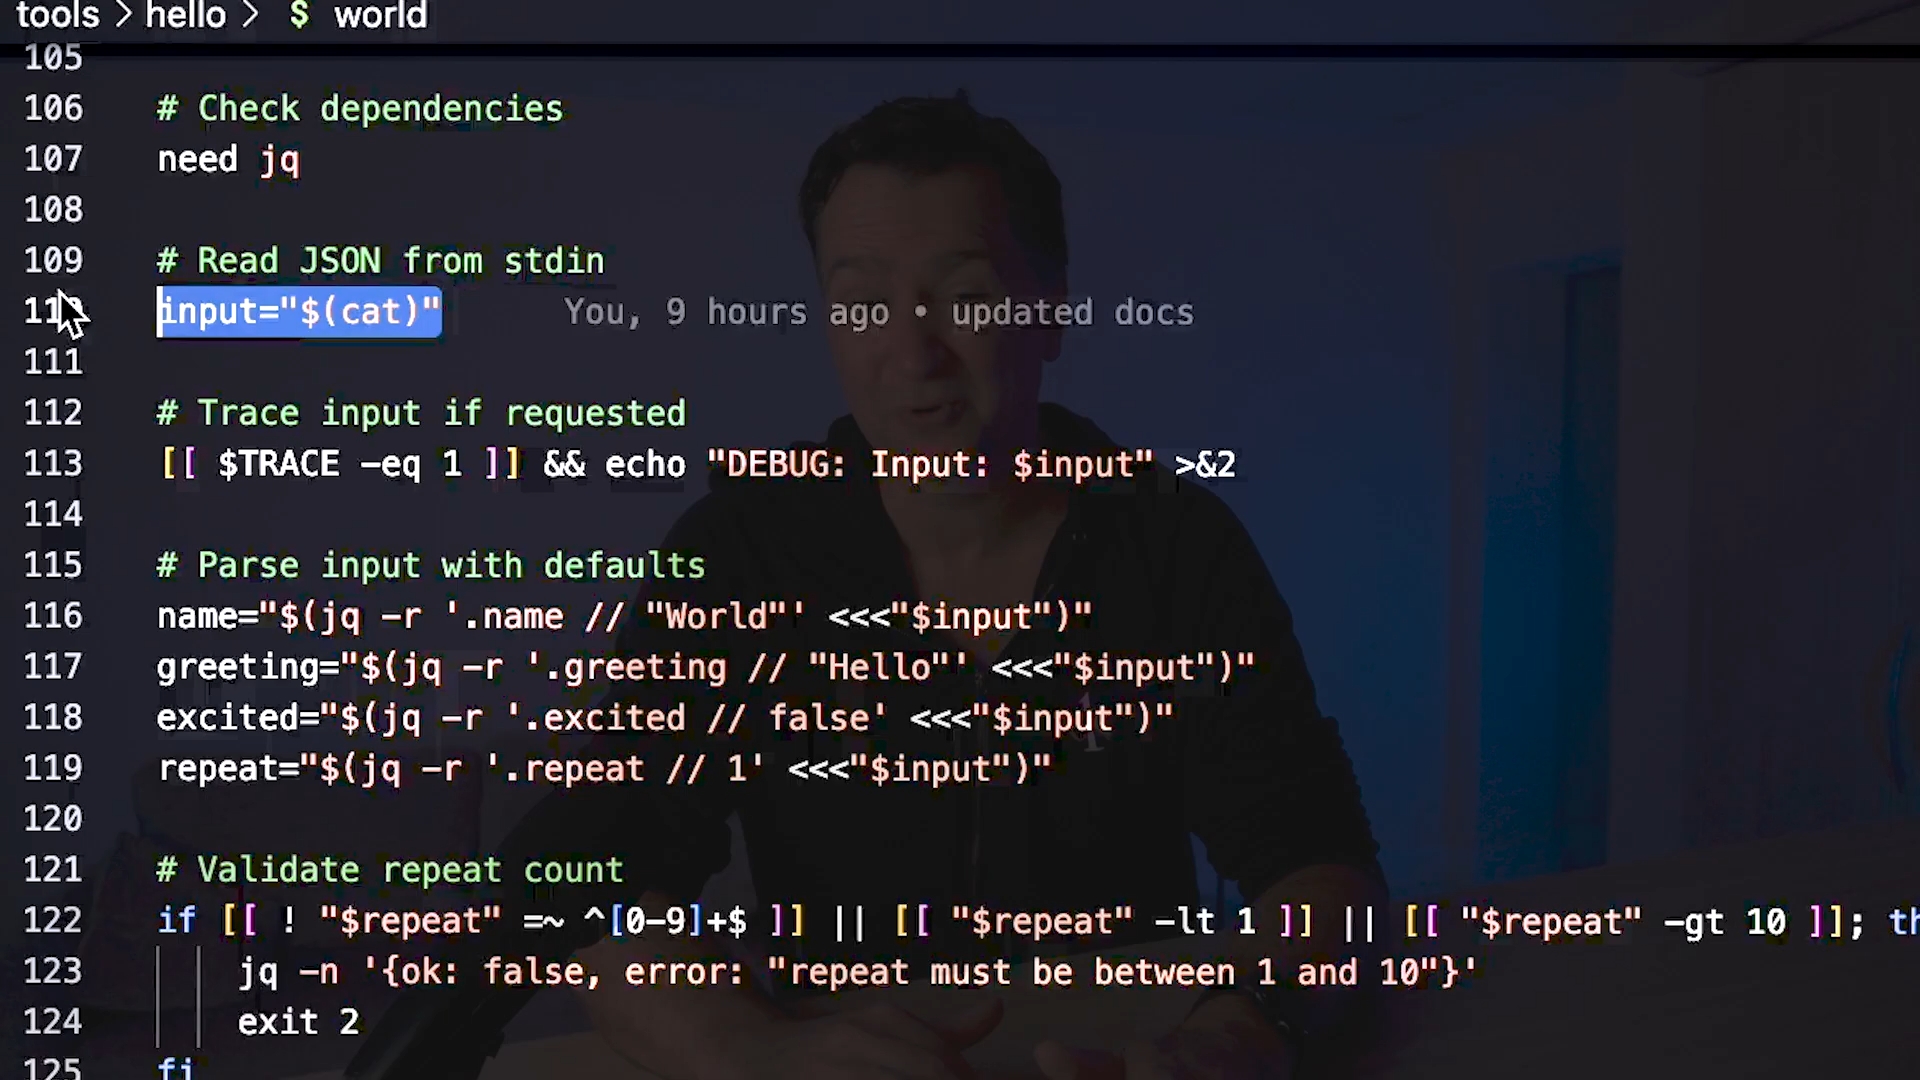 tools > hello > $ world
105
106 # Check dependencies
107 need jq
108
109 # Read JSON from stdin
110 input="$(cat)" You, 9 hours ago • updated docs
111
112 # Trace input if requested
113 [[ $TRACE -eq 1 ]] && echo "DEBUG: Input: $input" >&2
114
115 # Parse input with defaults
116 name="$(jq -r '.name // "World"' <<<"$input")"
117 greeting="$(jq -r '.greeting // "Hello"' <<<"$input")"
118 excited="$(jq -r '.excited // false' <<<"$input")"
119 repeat="$(jq -r '.repeat // 1' <<<"$input")"
120
121 # Validate repeat count
122 if [[ ! "$repeat" =~ ^[0-9]+$ ]] || [[ "$repeat" -lt 1 ]] || [[ "$repeat" -gt 10 ]]; th
123 jq -n '{ok: false, error: "repeat must be between 1 and 10"}'
124 exit 2
125 fi